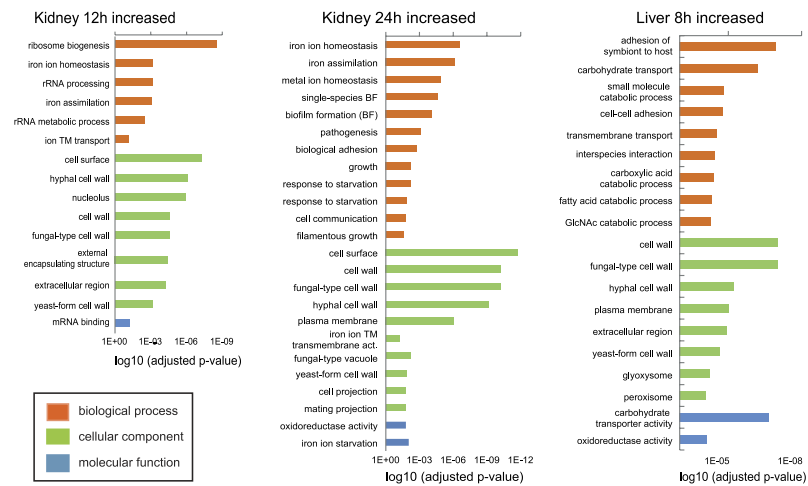 Kidney 12h increased
ribosome biogenesis
iron ion homeostasis
rRNA processing
iron assimilation
rRNA metabolic process
ion TM transport
cell surface
hyphal cell wall
nucleolus
cell wall
fungal-type cell wall
external
encapsulating structure
extracellular region
yeast-form cell wall
mRNA binding
1E+00 1E-03 1E-06 1E-09
log10 (adjusted p-value)
biological process
cellular component
molecular function
Kidney 24h increased
iron ion homeostasis
iron assimilation
metal ion homeostasis
single-species BF
biofilm formation (BF)
pathogenesis
biological adhesion
growth
response to starvation
response to starvation
cell communication
filamentous growth
cell surface
cell wall
fungal-type cell wall
hyphal cell wall
plasma membrane
iron ion TM
transmembrane act.
fungal-type vacuole
yeast-form cell wall
cell projection
mating projection
oxidoreductase activity
iron ion starvation
1E+00 1E-03 1E-06 1E-09 1E-12
log10 (adjusted p-value)
Liver 8h increased
adhesion of
symbiont to host
carbohydrate transport
small molecule
catabolic process
cell-cell adhesion
transmembrane transport
interspecies interaction
carboxylic acid
catabolic process
fatty acid catabolic process
GlcNAc catabolic process
cell wall
fungal-type cell wall
hyphal cell wall
plasma membrane
extracellular region
yeast-form cell wall
glyoxysome
peroxisome
carbohydrate
transporter activity
oxidoreductase activity
1E-05 1E-08
log10 (adjusted p-value)